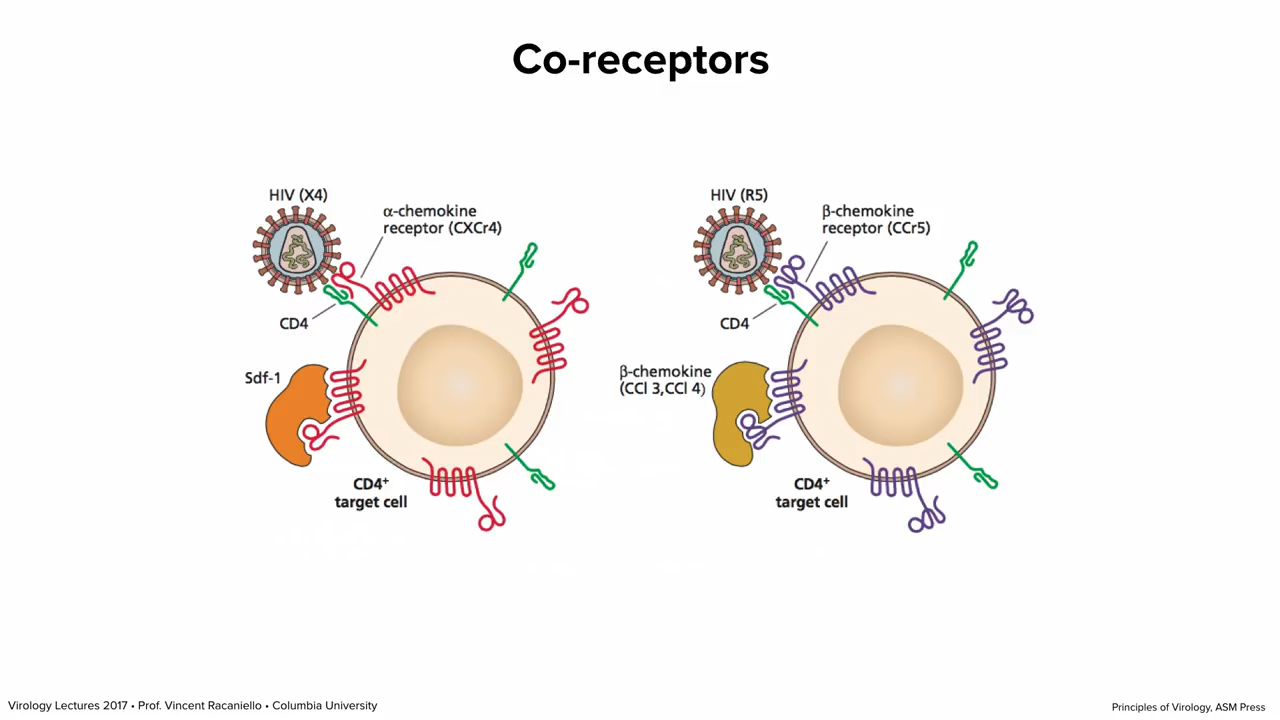 Co-receptors
HIV (X4)
α-chemokine
receptor (CXCr4)
CD4
Sdf-1
CD4⁺
target cell
HIV (R5)
β-chemokine
receptor (CCr5)
CD4
β-chemokine
(CCl 3,CCl 4)
CD4⁺
target cell
Virology Lectures 2017 • Prof. Vincent Racaniello • Columbia University
Principles of Virology, ASM Press